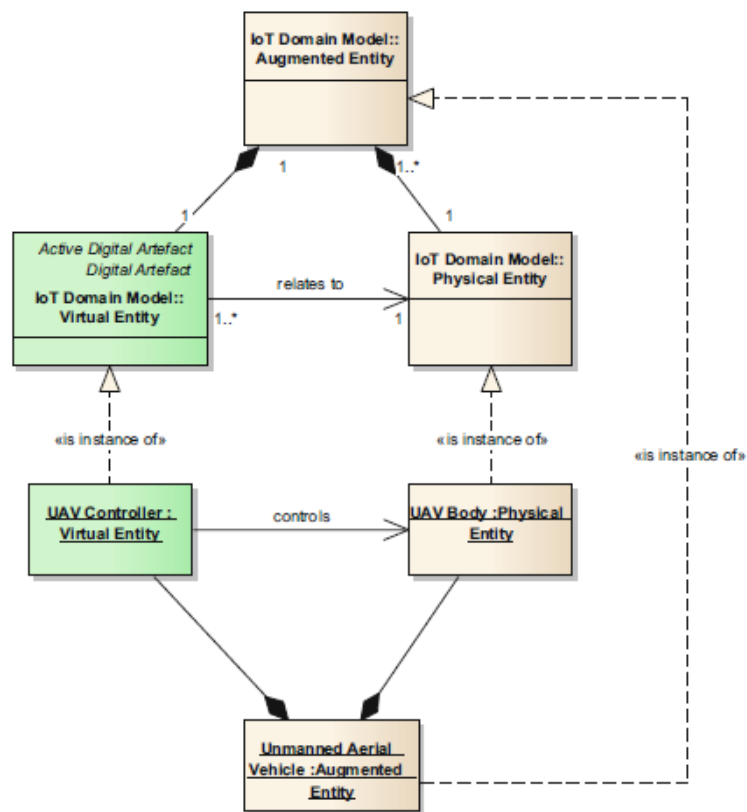 IoT Domain Model::
Augmented Entity
1
1..*
1
1
Active Digital Artefact
Digital Artefact
IoT Domain Model::
Virtual Entity
relates to
IoT Domain Model::
Physical Entity
1..*
1
«is instance of»
«is instance of»
«is instance of»
UAV Controller :
Virtual Entity
controls
UAV Body :Physical
Entity
Unmanned Aerial
Vehicle :Augmented
Entity